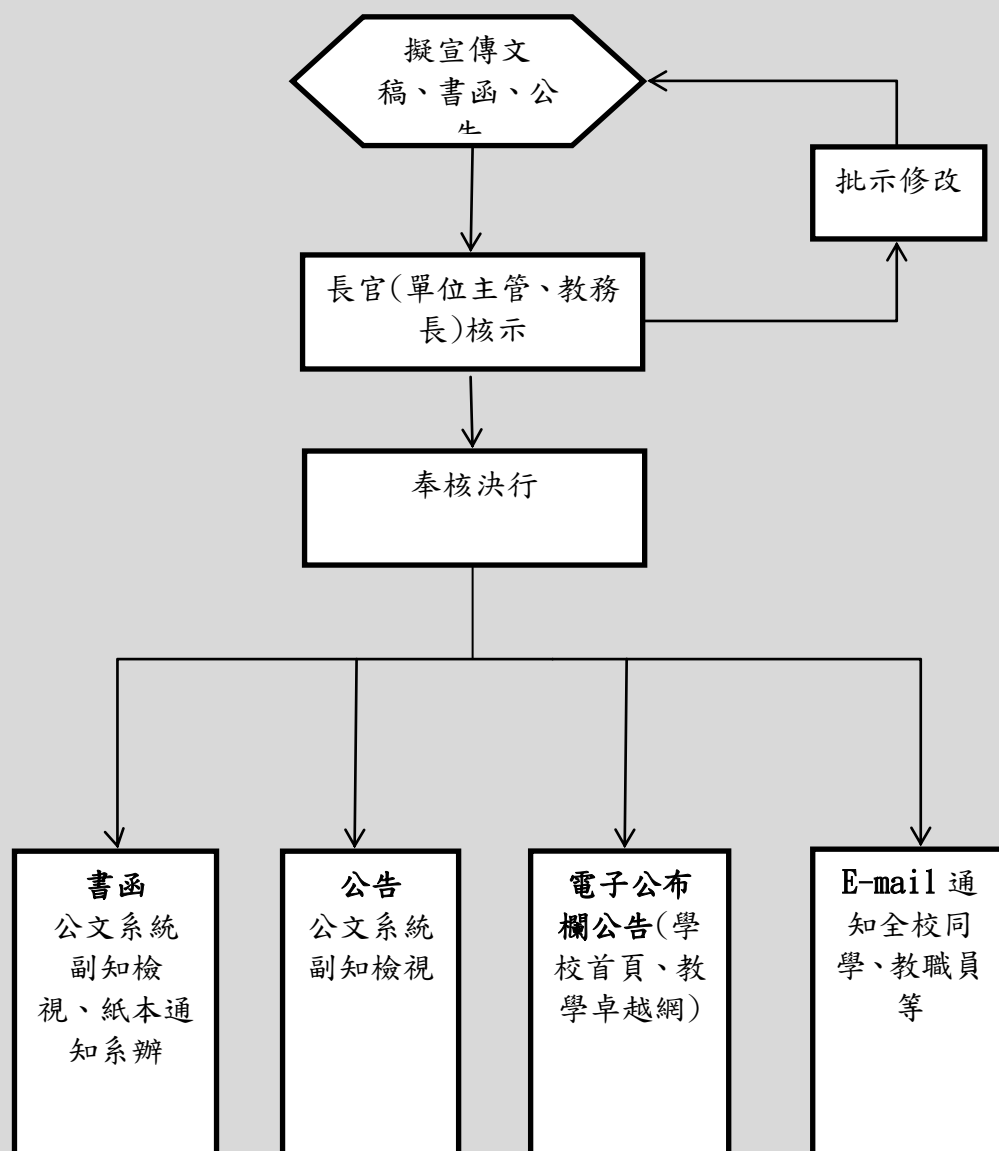 擬宣傳文
稿、書函、公
告
批示修改
長官(單位主管、教務
長)核示
奉核決行
書函
公文系統
副知檢
視、紙本通
知系辦
公告
公文系統
副知檢視
電子公布
欄公告(學
校首頁、教
學卓越網)
E-mail 通
知全校同
學、教職員
等